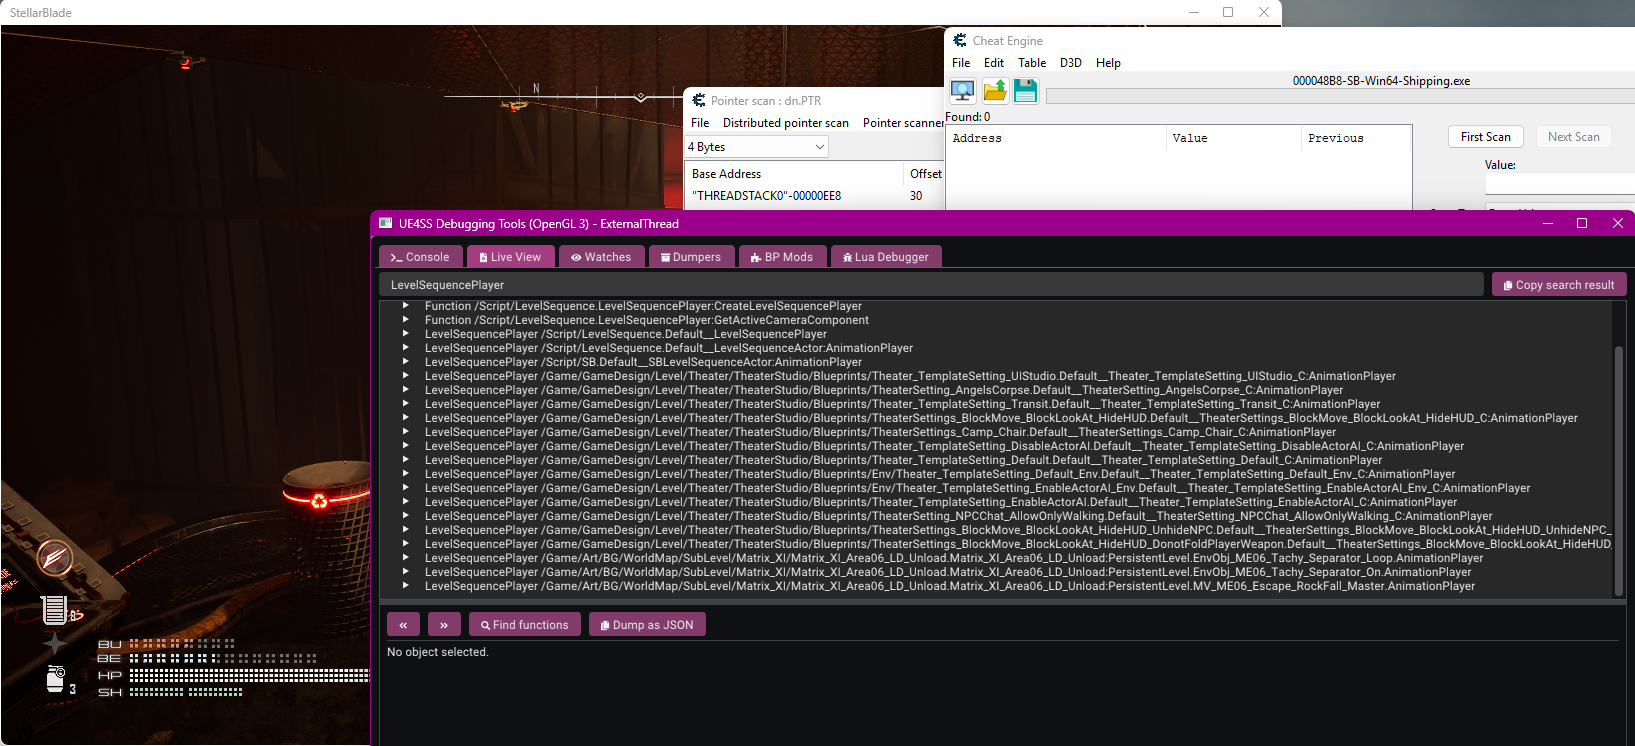 StellarBlade
N
BU
BE
HP
SH
8
3
Pointer scan : dn.PTR
File Distributed pointer scan Pointer scanner
4 Bytes
Base Address Offset
"THREADSTACK0"-00000EE8 30
Cheat Engine
File Edit Table D3D Help
000048B8-SB-Win64-Shipping.exe
Found: 0
Address Value Previous
First Scan Next Scan
Value:
UE4SS Debugging Tools (OpenGL 3) - ExternalThread
Console Live View Watches Dumpers BP Mods Lua Debugger
LevelSequencePlayer Copy search result
Function /Script/LevelSequence.LevelSequencePlayer:CreateLevelSequencePlayer
Function /Script/LevelSequence.LevelSequencePlayer:GetActiveCameraComponent
LevelSequencePlayer /Script/LevelSequence.Default__LevelSequencePlayer
LevelSequencePlayer /Script/LevelSequence.Default__LevelSequenceActor:AnimationPlayer
LevelSequencePlayer /Script/SB.Default__SBLevelSequenceActor:AnimationPlayer
LevelSequencePlayer /Game/GameDesign/Level/Theater/TheaterStudio/Blueprints/Theater_TemplateSetting_UIStudio.Default__Theater_TemplateSetting_UIStudio_C:AnimationPlayer
LevelSequencePlayer /Game/GameDesign/Level/Theater/TheaterStudio/Blueprints/TheaterSetting_AngelsCorpse.Default__TheaterSetting_AngelsCorpse_C:AnimationPlayer
LevelSequencePlayer /Game/GameDesign/Level/Theater/TheaterStudio/Blueprints/Theater_TemplateSetting_Transit.Default__Theater_TemplateSetting_Transit_C:AnimationPlayer
LevelSequencePlayer /Game/GameDesign/Level/Theater/TheaterStudio/Blueprints/TheaterSettings_BlockMove_BlockLookAt_HideHUD.Default__TheaterSettings_BlockMove_BlockLookAt_HideHUD_C:AnimationPlayer
LevelSequencePlayer /Game/GameDesign/Level/Theater/TheaterStudio/Blueprints/TheaterSettings_Camp_Chair.Default__TheaterSettings_Camp_Chair_C:AnimationPlayer
LevelSequencePlayer /Game/GameDesign/Level/Theater/TheaterStudio/Blueprints/Theater_TemplateSetting_DisableActorAI.Default__Theater_TemplateSetting_DisableActorAI_C:AnimationPlayer
LevelSequencePlayer /Game/GameDesign/Level/Theater/TheaterStudio/Blueprints/Theater_TemplateSetting_Default.Default__Theater_TemplateSetting_Default_C:AnimationPlayer
LevelSequencePlayer /Game/GameDesign/Level/Theater/TheaterStudio/Blueprints/Env/Theater_TemplateSetting_Default_Env.Default__Theater_TemplateSetting_Default_Env_C:AnimationPlayer
LevelSequencePlayer /Game/GameDesign/Level/Theater/TheaterStudio/Blueprints/Env/Theater_TemplateSetting_EnableActorAI_Env.Default__Theater_TemplateSetting_EnableActorAI_Env_C:AnimationPlayer
LevelSequencePlayer /Game/GameDesign/Level/Theater/TheaterStudio/Blueprints/Theater_TemplateSetting_EnableActorAI.Default__Theater_TemplateSetting_EnableActorAI_C:AnimationPlayer
LevelSequencePlayer /Game/GameDesign/Level/Theater/TheaterStudio/Blueprints/TheaterSetting_NPCChat_AllowOnlyWalking.Default__TheaterSetting_NPCChat_AllowOnlyWalking_C:AnimationPlayer
LevelSequencePlayer /Game/GameDesign/Level/Theater/TheaterStudio/Blueprints/TheaterSettings_BlockMove_BlockLookAt_HideHUD_UnhideNPC.Default__TheaterSettings_BlockMove_BlockLookAt_HideHUD_UnhideNPC_
LevelSequencePlayer /Game/GameDesign/Level/Theater/TheaterStudio/Blueprints/TheaterSettings_BlockMove_BlockLookAt_HideHUD_DonotFoldPlayerWeapon.Default__TheaterSettings_BlockMove_BlockLookAt_HideHUD_
LevelSequencePlayer /Game/Art/BG/WorldMap/SubLevel/Matrix_XI/Matrix_XI_Area06_LD_Unload.Matrix_XI_Area06_LD_Unload:PersistentLevel.EnvObj_ME06_Tachy_Separator_Loop.AnimationPlayer
LevelSequencePlayer /Game/Art/BG/WorldMap/SubLevel/Matrix_XI/Matrix_XI_Area06_LD_Unload.Matrix_XI_Area06_LD_Unload:PersistentLevel.EnvObj_ME06_Tachy_Separator_On.AnimationPlayer
LevelSequencePlayer /Game/Art/BG/WorldMap/SubLevel/Matrix_XI/Matrix_XI_Area06_LD_Unload.Matrix_XI_Area06_LD_Unload:PersistentLevel.MV_ME06_Escape_RockFall_Master.AnimationPlayer
« » Find functions Dump as JSON
No object selected.